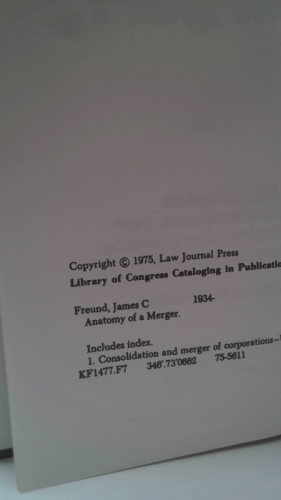 Copyright © 1975, Law Journal Press
Library of Congress Cataloging in Publicatio
Freund, James C 1934-
Anatomy of a Merger.
Includes index.
1. Consolidation and merger of corporations—
KF1477.F7 346'.73'0662 75-5611